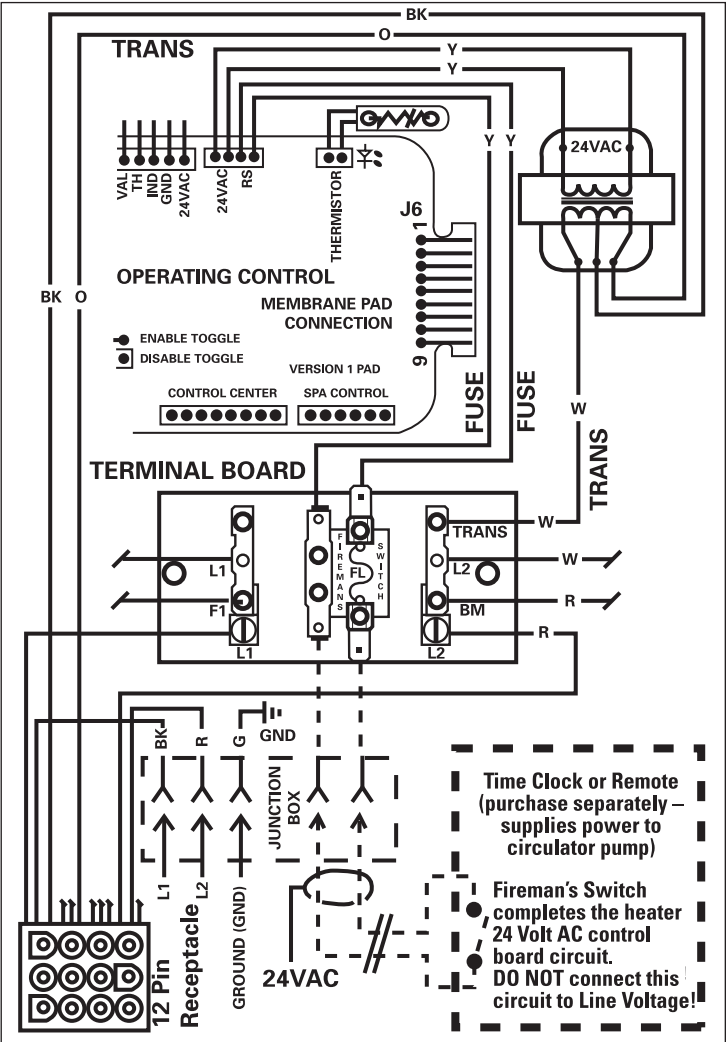 BK
O
TRANS
Y
Y
Y Y
24VAC
VAL
TH
IND
GND
24VAC
24VAC
RS
THERMISTOR
J6
1
OPERATING CONTROL
BK O
MEMBRANE PAD
CONNECTION
ENABLE TOGGLE
DISABLE TOGGLE
VERSION 1 PAD
9
CONTROL CENTER
SPA CONTROL
FUSE
FUSE
W
TRANS
TERMINAL BOARD
TRANS
W
FIREMANS
SWITCH
FL
L1
L2
W
F1
BM
R
L1
L2
R
BK
R
G
GND
JUNCTION
BOX
L1
L2
GROUND (GND)
24VAC
12 Pin
Receptacle
Time Clock or Remote
(purchase separately –
supplies power to
circulator pump)
Fireman's Switch
completes the heater
24 Volt AC control
board circuit.
DO NOT connect this
circuit to Line Voltage!